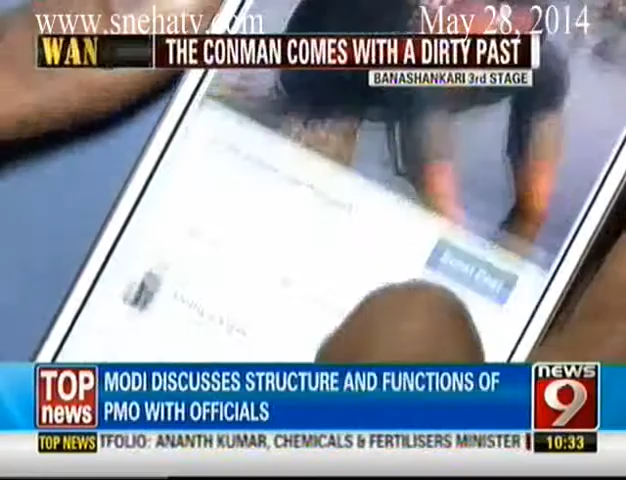 www.snehatv.com
May 28, 2014
WAN
THE CONMAN COMES WITH A DIRTY PAST
BANASHANKARI 3rd STAGE
TOP news
MODI DISCUSSES STRUCTURE AND FUNCTIONS OF
PMO WITH OFFICIALS
NEWS
9
TOP NEWS
TFOLIO: ANANTH KUMAR, CHEMICALS & FERTILISERS MINISTER
10:33